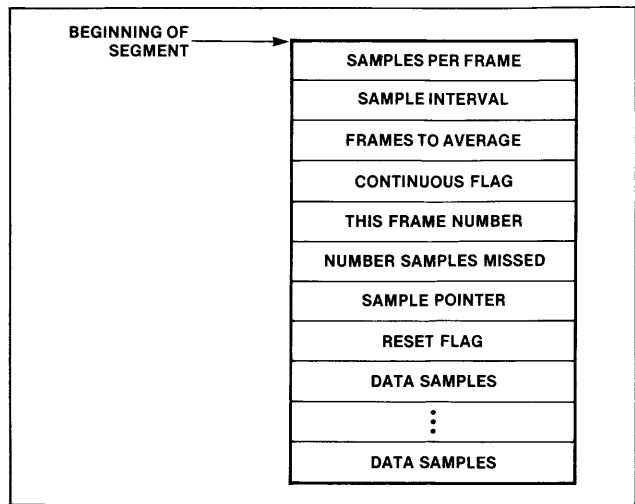 BEGINNING OF
SEGMENT
SAMPLES PER FRAME
SAMPLE INTERVAL
FRAMES TO AVERAGE
CONTINUOUS FLAG
THIS FRAME NUMBER
NUMBER SAMPLES MISSED
SAMPLE POINTER
RESET FLAG
DATA SAMPLES
DATA SAMPLES